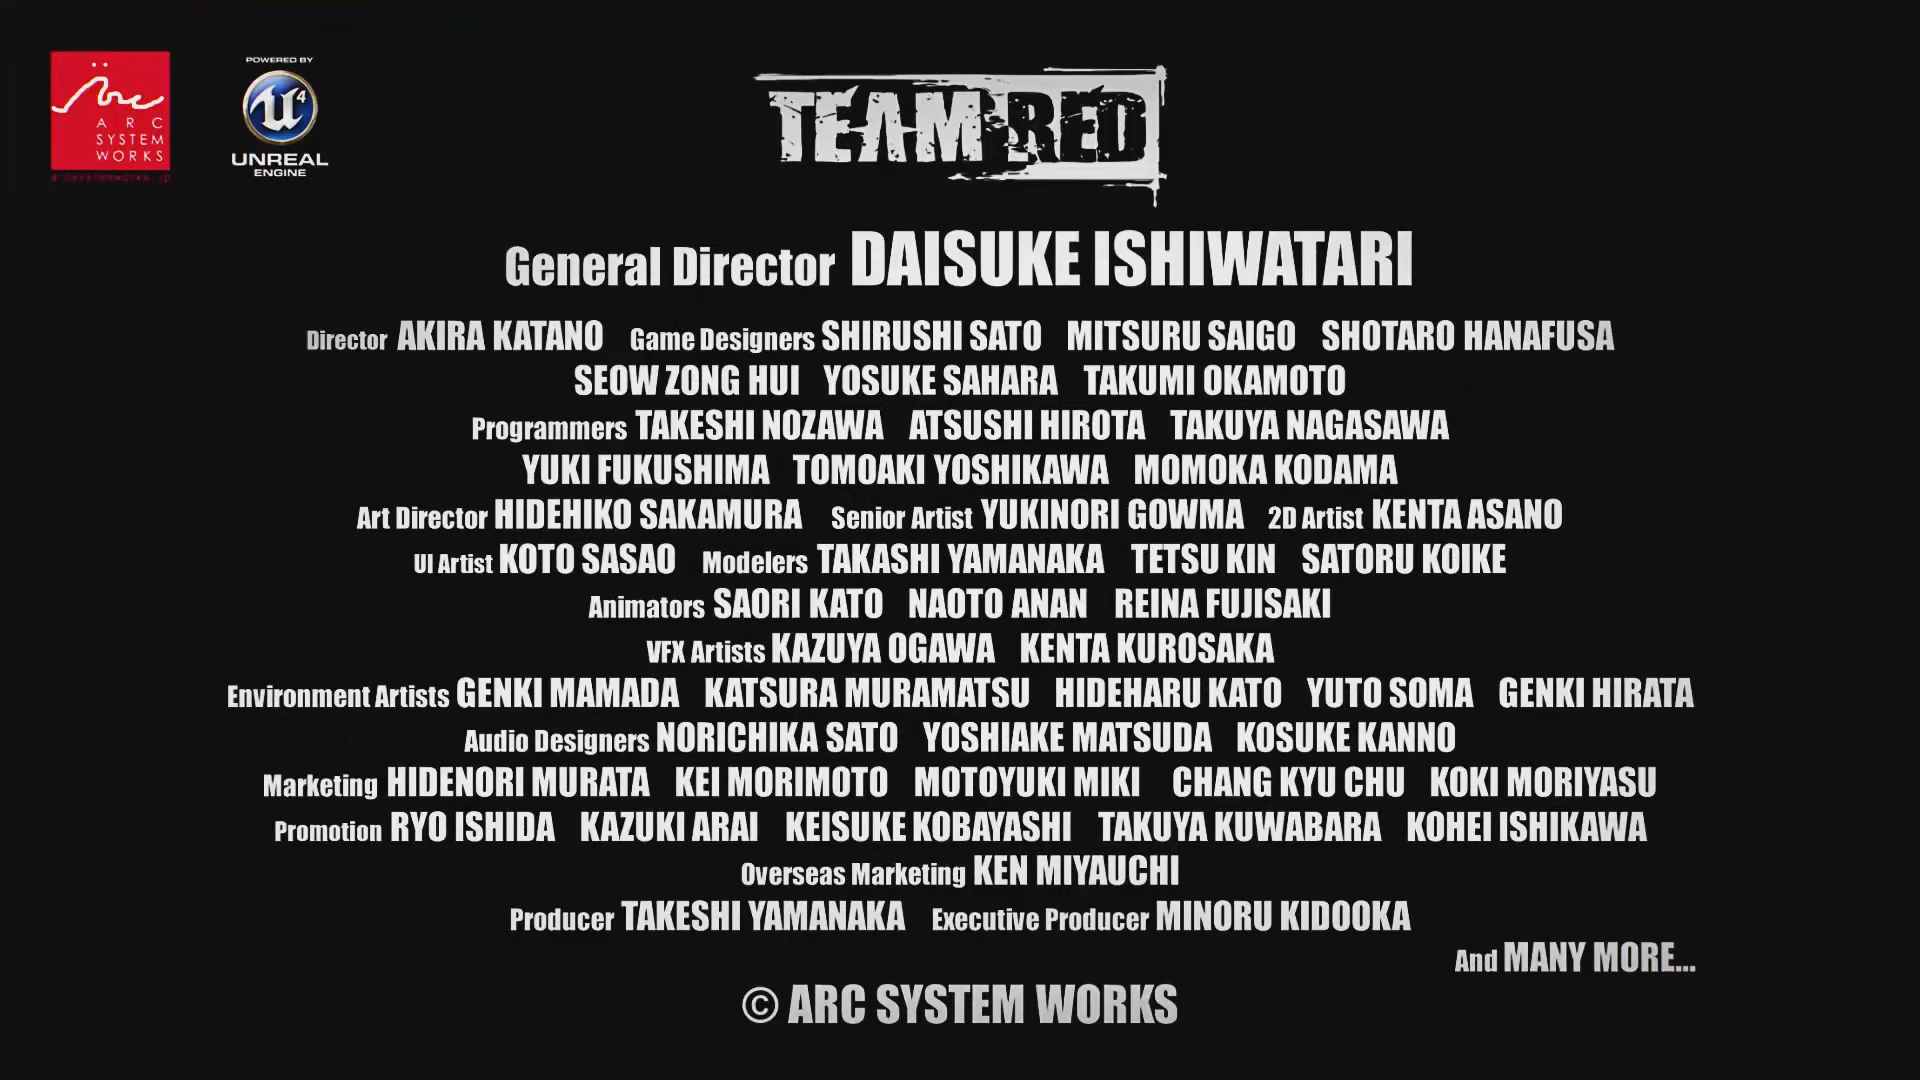 Arc
ARC
SYSTEM
WORKS
POWERED BY
U4
UNREAL
ENGINE
TEAM RED
General Director DAISUKE ISHIWATARI
Director AKIRA KATANO Game Designers SHIRUSHI SATO MITSURU SAIGO SHOTARO HANAFUSA
SEOW ZONG HUI YOSUKE SAHARA TAKUMI OKAMOTO
Programmers TAKESHI NOZAWA ATSUSHI HIROTA TAKUYA NAGASAWA
YUKI FUKUSHIMA TOMOAKI YOSHIKAWA MOMOKA KODAMA
Art Director HIDEHIKO SAKAMURA Senior Artist YUKINORI GOWMA 2D Artist KENTA ASANO
UI Artist KOTO SASAO Modelers TAKASHI YAMANAKA TETSU KIN SATORU KOIKE
Animators SAORI KATO NAOTO ANAN REINA FUJISAKI
VFX Artists KAZUYA OGAWA KENTA KUROSAKA
Environment Artists GENKI MAMADA KATSURA MURAMATSU HIDEHARU KATO YUTO SOMA GENKI HIRATA
Audio Designers NORICHIKA SATO YOSHIAKE MATSUDA KOSUKE KANNO
Marketing HIDENORI MURATA KEI MORIMOTO MOTOYUKI MIKI CHANG KYU CHU KOKI MORIYASU
Promotion RYO ISHIDA KAZUKI ARAI KEISUKE KOBAYASHI TAKUYA KUWABARA KOHEI ISHIKAWA
Overseas Marketing KEN MIYAUCHI
Producer TAKESHI YAMANAKA Executive Producer MINORU KIDOOKA
And MANY MORE...
© ARC SYSTEM WORKS